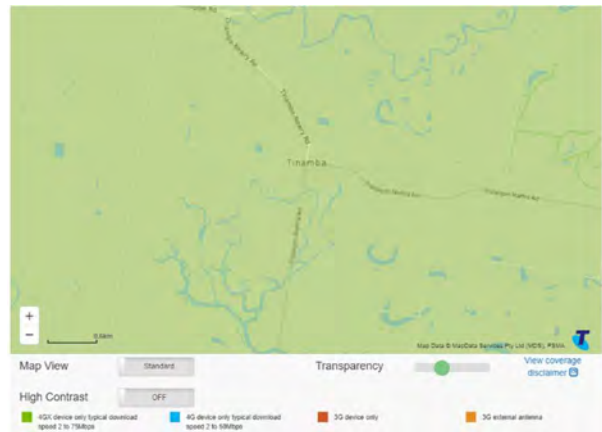 Tinamba
+
−
0.6km
Map Data © MapData Services Pty Ltd (MDS), PSMA
Map View
Standard
Transparency
View coverage
disclaimer
High Contrast
OFF
4GX device only typical download
speed 2 to 75Mbps
4G device only typical download
speed 2 to 50Mbps
3G device only
3G external antenna